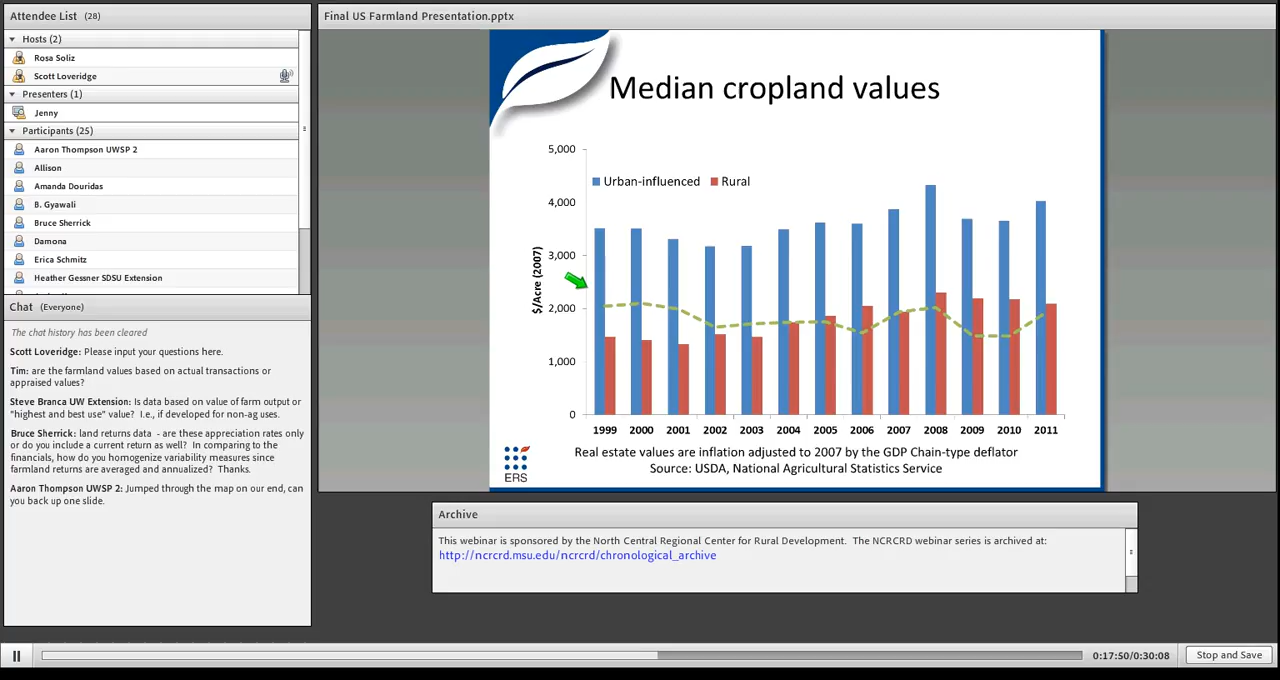 Attendee List (28)
Hosts (2)
Rosa Soliz
Scott Loveridge
Presenters (1)
Jenny
Participants (25)
Aaron Thompson UWSP 2
Allison
Amanda Douridas
B. Gyawali
Bruce Sherrick
Damona
Erica Schmitz
Heather Gessner SDSU Extension
Chat (Everyone)
The chat history has been cleared
Scott Loveridge: Please input your questions here.
Tim: are the farmland values based on actual transactions or
appraised values?
Steve Branca UW Extension: Is data based on value of farm output or
"highest and best use" value? I.e., if developed for non-ag uses.
Bruce Sherrick: land returns data - are these appreciation rates only
or do you include a current return as well? In comparing to the
financials, how do you homogenize variability measures since
farmland returns are averaged and annualized? Thanks.
Aaron Thompson UWSP 2: Jumped through the map on our end, can
you back up one slide.
Final US Farmland Presentation.pptx
Median cropland values
5,000
4,000
3,000
2,000
1,000
0
$/Acre (2007)
Urban-influenced Rural
1999 2000 2001 2002 2003 2004 2005 2006 2007 2008 2009 2010 2011
Real estate values are inflation adjusted to 2007 by the GDP Chain-type deflator
Source: USDA, National Agricultural Statistics Service
ERS
Archive
This webinar is sponsored by the North Central Regional Center for Rural Development. The NCRCRD webinar series is archived at:
http://ncrcrd.msu.edu/ncrcrd/chronological_archive
0:17:50/0:30:08
Stop and Save